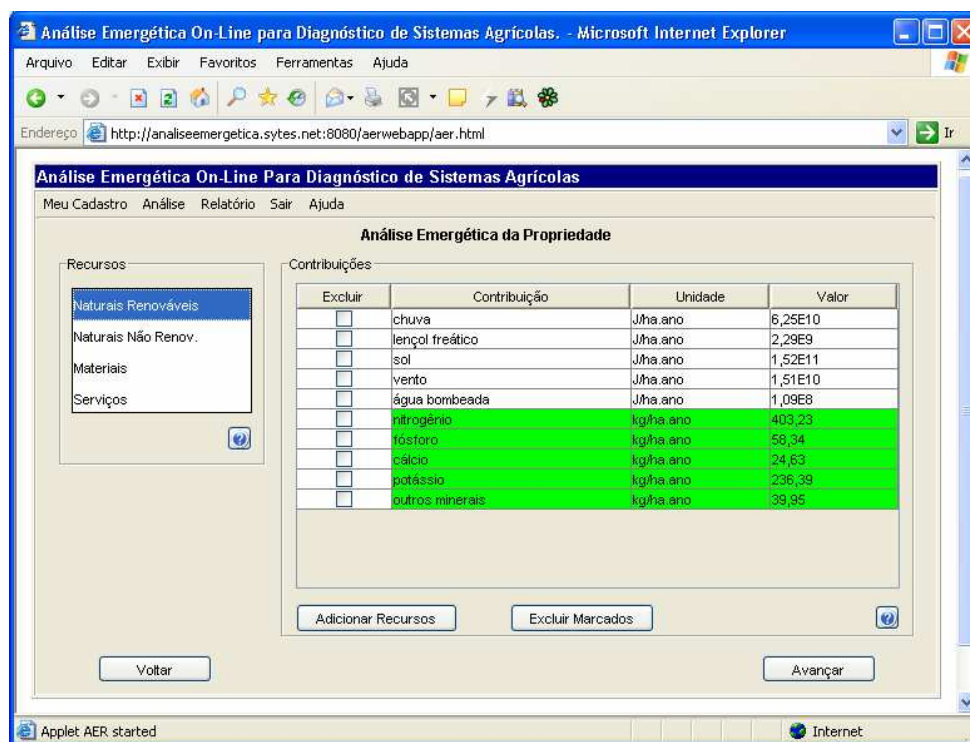 Análise Emergética On-Line para Diagnóstico de Sistemas Agrícolas. - Microsoft Internet Explorer
Arquivo Editar Exibir Favoritos Ferramentas Ajuda
Endereço http://analiseemergetica.sytes.net:8080/aerwebapp/aer.html Ir
Análise Emergética On-Line Para Diagnóstico de Sistemas Agrícolas
Meu Cadastro Análise Relatório Sair Ajuda
Análise Emergética da Propriedade
Recursos
Naturais Renováveis
Naturais Não Renov.
Materiais
Serviços
Contribuições
Excluir Contribuição Unidade Valor
chuva J/ha.ano 6,25E10
lençol freático J/ha.ano 2,29E9
sol J/ha.ano 1,52E11
vento J/ha.ano 1,51E10
água bombeada J/ha.ano 1,09E8
nitrogênio kg/ha.ano 403,23
fósforo kg/ha.ano 58,34
cálcio kg/ha.ano 24,63
potássio kg/ha.ano 236,39
outros minerais kg/ha.ano 39,95
Adicionar Recursos Excluir Marcados
Voltar Avançar
Applet AER started Internet